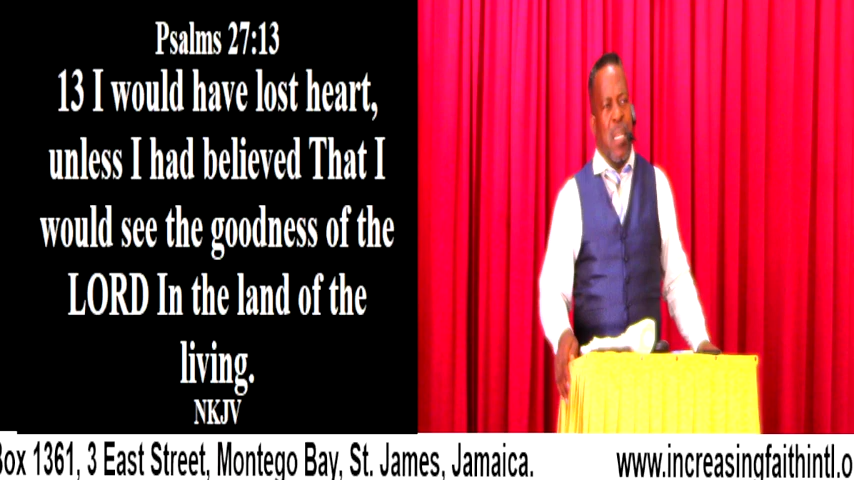 Psalms 27:13
13 I would have lost heart,
unless I had believed That I
would see the goodness of the
LORD In the land of the
living.
NKJV
Box 1361, 3 East Street, Montego Bay, St. James, Jamaica. www.increasingfaithintl.o